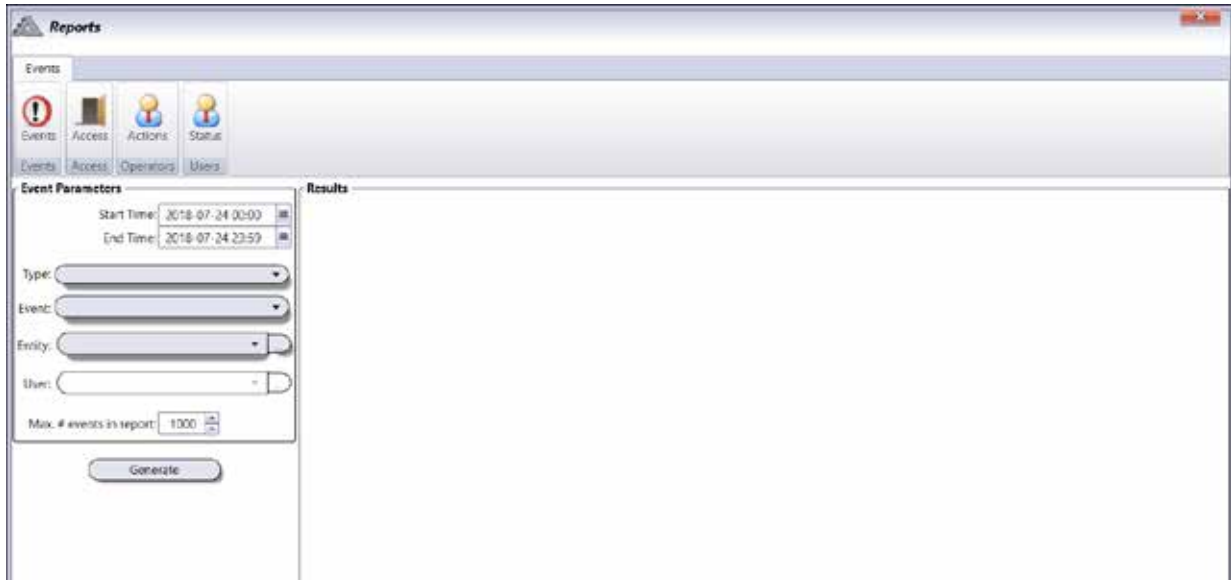 Reports
Events
Events Access Actions Status
Events Access Operators Users
Event Parameters
Start Time: 2018-07-24 00:00
End Time: 2018-07-24 23:59
Type:
Event:
Entity:
User:
Max. # events in report: 1000
Generate
Results